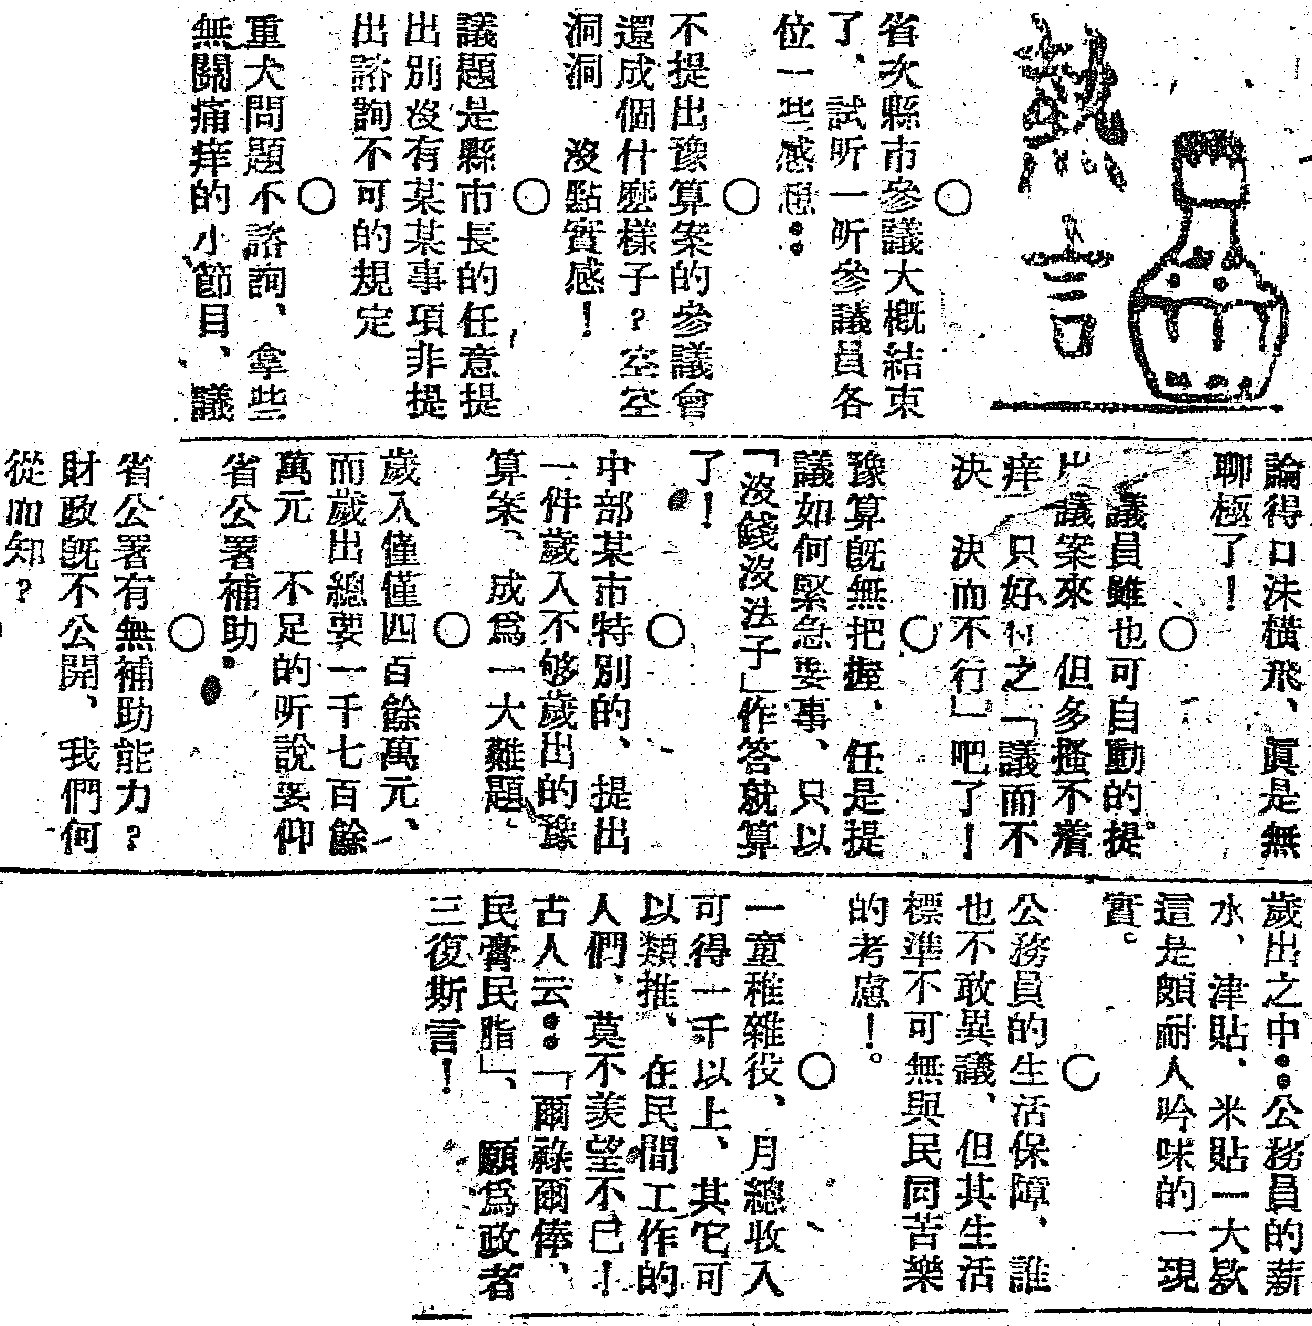 熱言
○
省次縣市參議大概結束
了、試听一听參議員各
位一些感想：
○
不提出豫算案的參議會
還成個什麼樣子？空空
洞洞　沒點實感！
○
議題是縣市長的任意提
出別沒有某某事項非提
出諮詢不可的規定
○
重大問題不諮詢、拿些
無關痛痒的小節目、議
論得口沫橫飛、眞是無
聊極了！
○
議員雖也可自動的提
出議案來　但多搔不着
痒　只好付之「議而不
決　決而不行」吧了！
○
豫算既無把握、任是提
議如何緊急要事、只以
「沒錢沒法子」作答就算
了！
○
中部某市特別的、提出
一件歲入不够歲出的豫
算案、成爲一大難題、
○
歲入僅僅四百餘萬元、
而歲出總要一千七百餘
萬元　不足的听說要仰
省公署補助。
○
省公署有無補助能力？
財政既不公開、我們何
從而知？
歲出之中：公務員的薪
水、津貼、米貼一大欵
這是頗耐人吟味的一現
實。
○
公務員的生活保障、誰
也不敢異議、但其生活
標準不可無與民同苦樂
的考慮！。
○
一童稚雜役、月總收入
可得一千以上、其它可
以類推、在民間工作的
人們、莫不羨望不已！
古人云：「爾祿爾俸、
民膏民脂」、願爲政者
三復斯言！